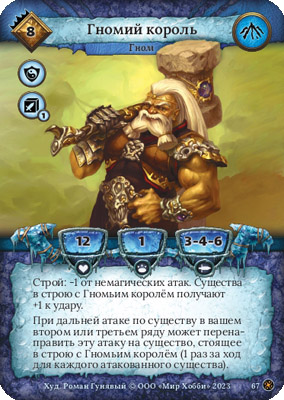 8
Гномий король
Гном
1
12
1
3-4-6
Строй: -1 от немагических атак. Существа
в строю с Гномьим королём получают
+1 к удару.
При дальней атаке по существу в вашем
втором или третьем ряду может перена-
править эту атаку на существо, стоящее
в строю с Гномьим королём (1 раз за ход
для каждого атакованного существа).
Худ. Роман Гунявый © ООО «Мир Хобби» 2023
67